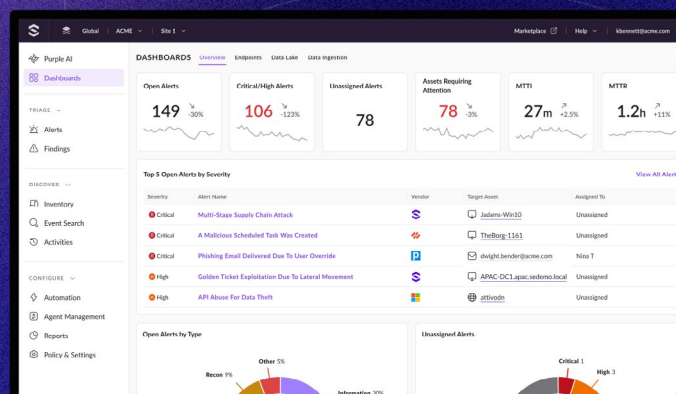 Global ACME Site 1 Marketplace Help kbennett@acme.com
Purple AI
Dashboards
TRIAGE
Alerts
Findings
DISCOVER
Inventory
Event Search
Activities
CONFIGURE
Automation
Agent Management
Reports
Policy & Settings
DASHBOARDS Overview Endpoints Data Lake Data Ingestion
Open Alerts
149 -30%
Critical/High Alerts
106 -123%
Unassigned Alerts
78
Assets Requiring
Attention
78 -3%
MTTI
27m +2.5%
MTTR
1.2h +11%
Top 5 Open Alerts by Severity View All Alert
Severity Alert Name Vendor Target Asset Assigned To
Critical Multi-Stage Supply Chain Attack Jadams-Win10 Unassigned
Critical A Malicious Scheduled Task Was Created TheBorg-1161 Unassigned
Critical Phishing Email Delivered Due To User Override dwight.bender@acme.com Nina T
High Golden Ticket Exploitation Due To Lateral Movement APAC-DC1.apac.sedemo.local Unassigned
High API Abuse For Data Theft attivodn Unassigned
Open Alerts by Type
Other 5%
Recon 9%
Information 30%
Unassigned Alerts
Critical 1
High 3